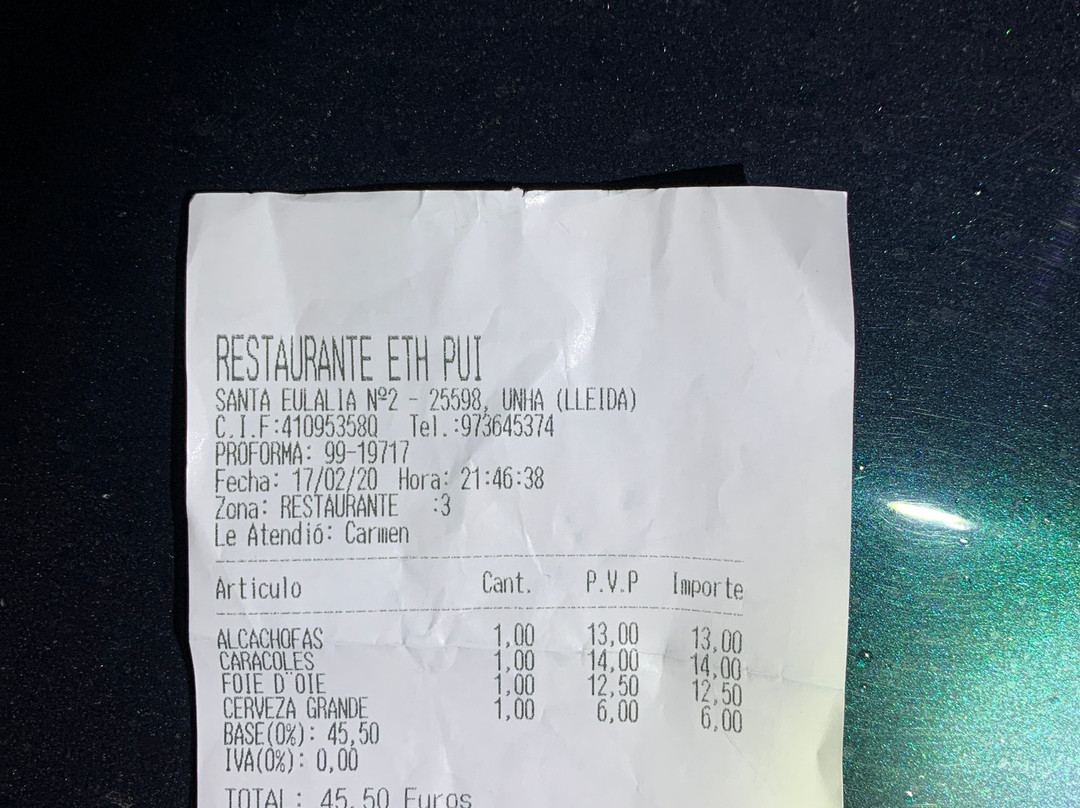 RESTAURANTE ETH PUI
SANTA EULALIA Nº2 - 25598, UNHA (LLEIDA)
C.I.F:41095358Q Tel.:973645374
PROFORMA: 99-19717
Fecha: 17/02/20 Hora: 21:46:38
Zona: RESTAURANTE :3
Le Atendió: Carmen
Articulo Cant. P.V.P Importe
ALCACHOFAS 1,00 13,00 13,00
CARACOLES 1,00 14,00 14,00
FOIE D¨OIE 1,00 12,50 12,50
CERVEZA GRANDE 1,00 6,00 6,00
BASE(0%): 45,50
IVA(0%): 0,00
TOTAL: 45,50 Euros